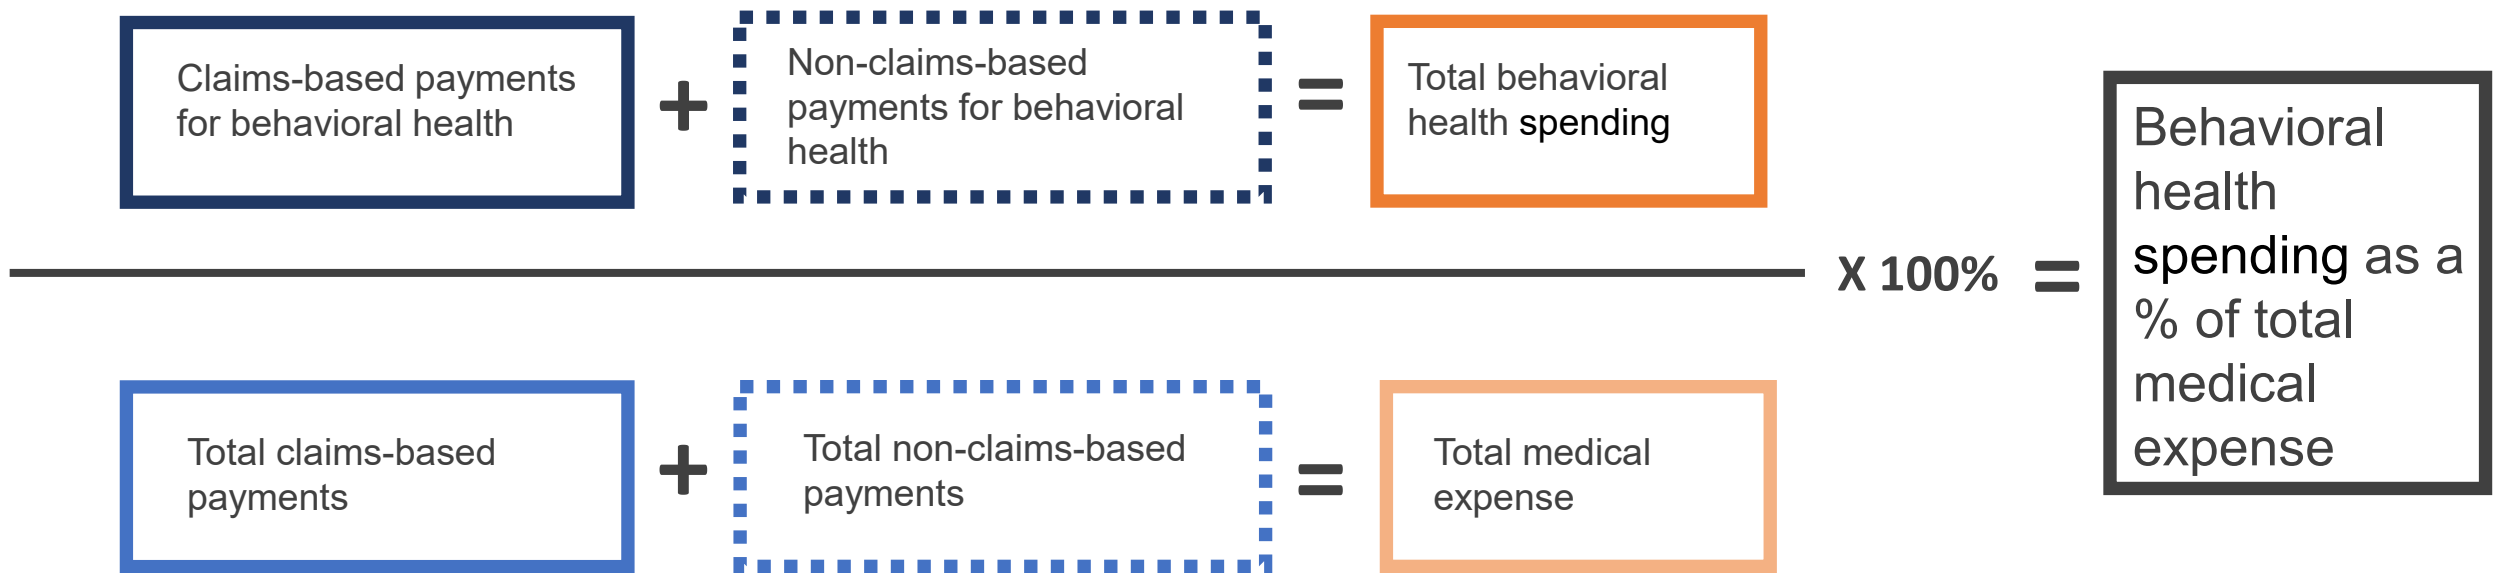 Claims-based payments
for behavioral health
+
Non-claims-based
payments for behavioral
health
=
Total behavioral
health spending
X 100%
=
Behavioral
health
spending as a
% of total
medical
expense
Total claims-based
payments
+
Total non-claims-based
payments
=
Total medical
expense